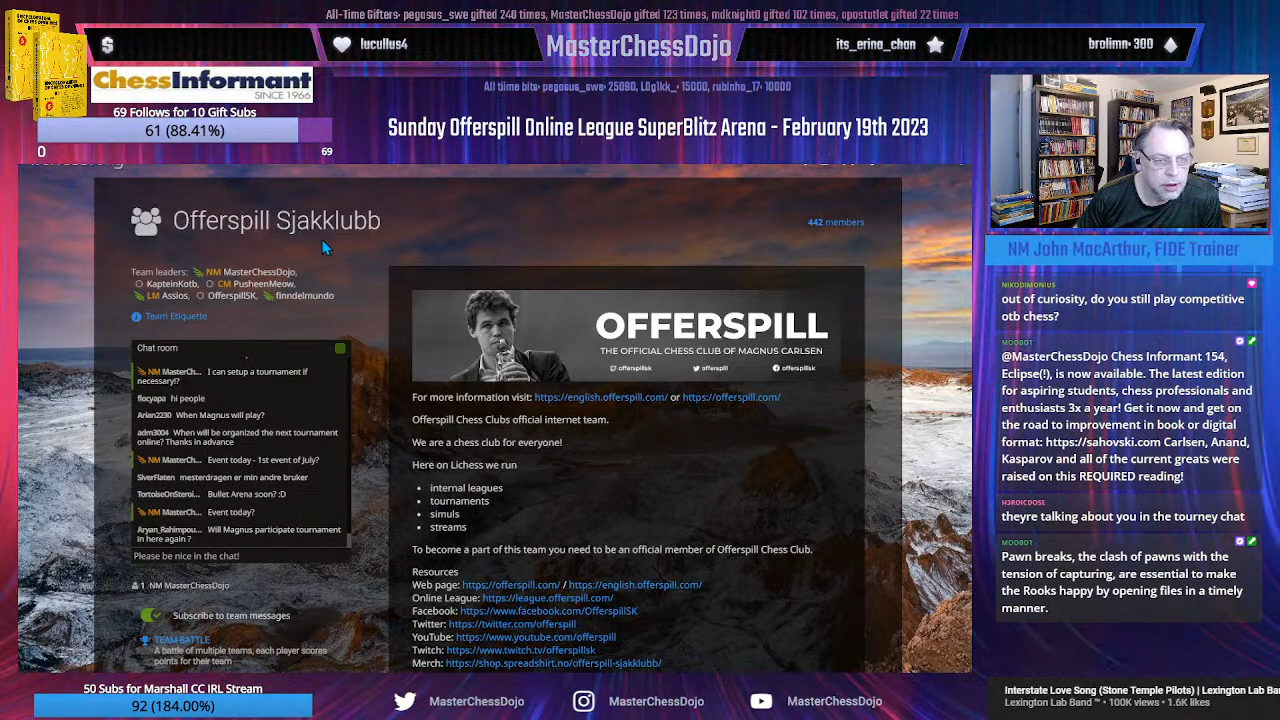 All-Time Gifters· pegasus_swe gifted 240 times, MasterChessDojo gifted 123 times, mdknight0 gifted 102 times, apostatlet gifted 22 times
$
lucullus4
MasterChessDojo
its_erina_chan
brolimn· 300
ChessInformant
SINCE 1966
All time bits· pegasus_swe · 25090, L0g1kk_· 15000, rubinho_17· 10000
69 Follows for 10 Gift Subs
61 (88.41%)
0
69
Sunday Offerspill Online League SuperBlitz Arena - February 19th 2023
Offerspill Sjakklubb
442 members
Team leaders: NM MasterChessDojo,
KapteinKotb, CM PusheenMeow,
LM Assios, OfferspillSK, finndelmundo
Team Etiquette
Chat room
NM MasterCh... I can setup a tournament if
necessary!?
flocyapa hi people
Arian2230 When Magnus will play?
adm3004 When will be organized the next tournament
online? Thanks in advance
NM MasterCh... Event today - 1st event of July?
SiverFlaten mesterdragen er min andre bruker
TortoiseOnSteroi... Bullet Arena soon? :D
NM MasterCh... Event today?
Aryan_Rahimpou... Will Magnus participate tournament
in here again ?
Please be nice in the chat!
1 NM MasterChessDojo
Subscribe to team messages
TEAM BATTLE
A battle of multiple teams, each player scores
points for their team
OFFERSPILL
THE OFFICIAL CHESS CLUB OF MAGNUS CARLSEN
offerspillsk offerspill offerspillsk
For more information visit: https://english.offerspill.com/ or https://offerspill.com/
Offerspill Chess Clubs official internet team.
We are a chess club for everyone!
Here on Lichess we run
• internal leagues
• tournaments
• simuls
• streams
To become a part of this team you need to be an official member of Offerspill Chess Club.
Resources
Web page: https://offerspill.com/ / https://english.offerspill.com/
Online League: https://league.offerspill.com/
Facebook: https://www.facebook.com/OfferspillSK
Twitter: https://twitter.com/offerspill
YouTube: https://www.youtube.com/offerspill
Twitch: https://www.twitch.tv/offerspillsk
Merch: https://shop.spreadshirt.no/offerspill-sjakklubb/
NM John MacArthur, FIDE Trainer
NIKODIMONIUS
out of curiosity, do you still play competitive
otb chess?
MOOBOT
@MasterChessDojo Chess Informant 154,
Eclipse(!), is now available. The latest edition
for aspiring students, chess professionals and
enthusiasts 3x a year! Get it now and get on
the road to improvement in book or digital
format: https://sahovski.com Carlsen, Anand,
Kasparov and all of the current greats were
raised on this REQUIRED reading!
H3ROICDOSE
theyre talking about you in the tourney chat
MOOBOT
Pawn breaks, the clash of pawns with the
tension of capturing, are essential to make
the Rooks happy by opening files in a timely
manner.
50 Subs for Marshall CC IRL Stream
92 (184.00%)
MasterChessDojo
MasterChessDojo
MasterChessDojo
Interstate Love Song (Stone Temple Pilots) | Lexington Lab Ban
Lexington Lab Band ™ • 100K views • 1.6K likes